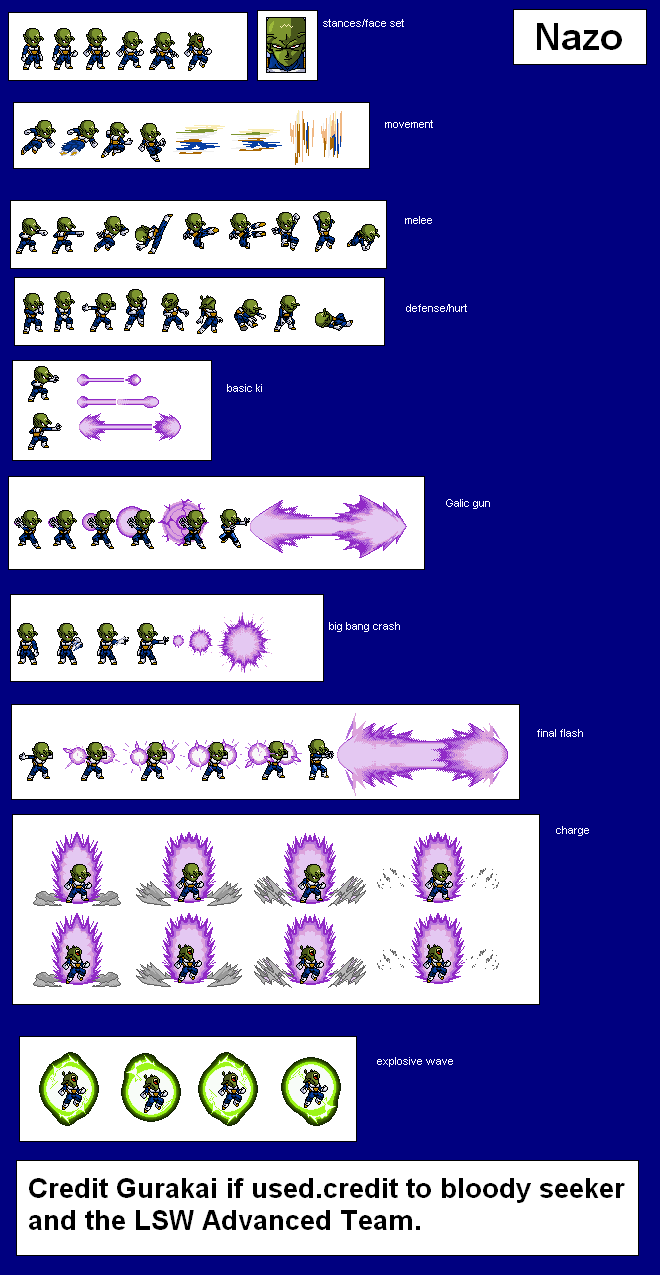 stances/face set
Nazo
movement
melee
defense/hurt
basic ki
Galic gun
big bang crash
final flash
charge
explosive wave
Credit Gurakai if used.credit to bloody seeker
and the LSW Advanced Team.